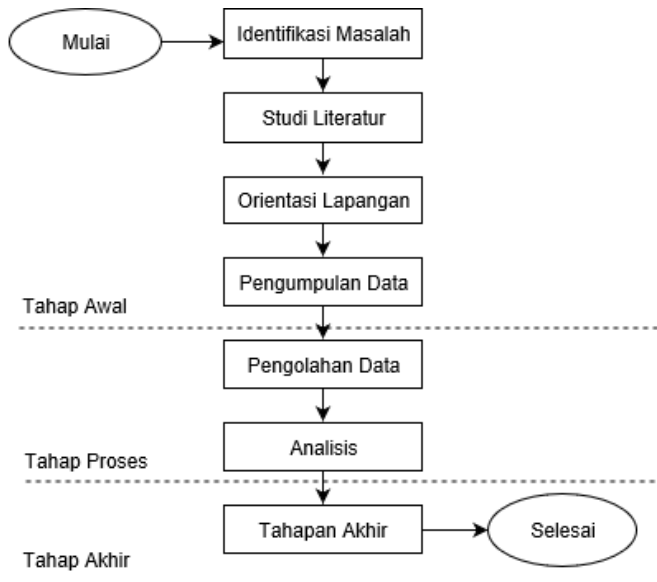 Mulai
Identifikasi Masalah
Studi Literatur
Orientasi Lapangan
Pengumpulan Data
Tahap Awal
Pengolahan Data
Analisis
Tahap Proses
Tahapan Akhir
Selesai
Tahap Akhir